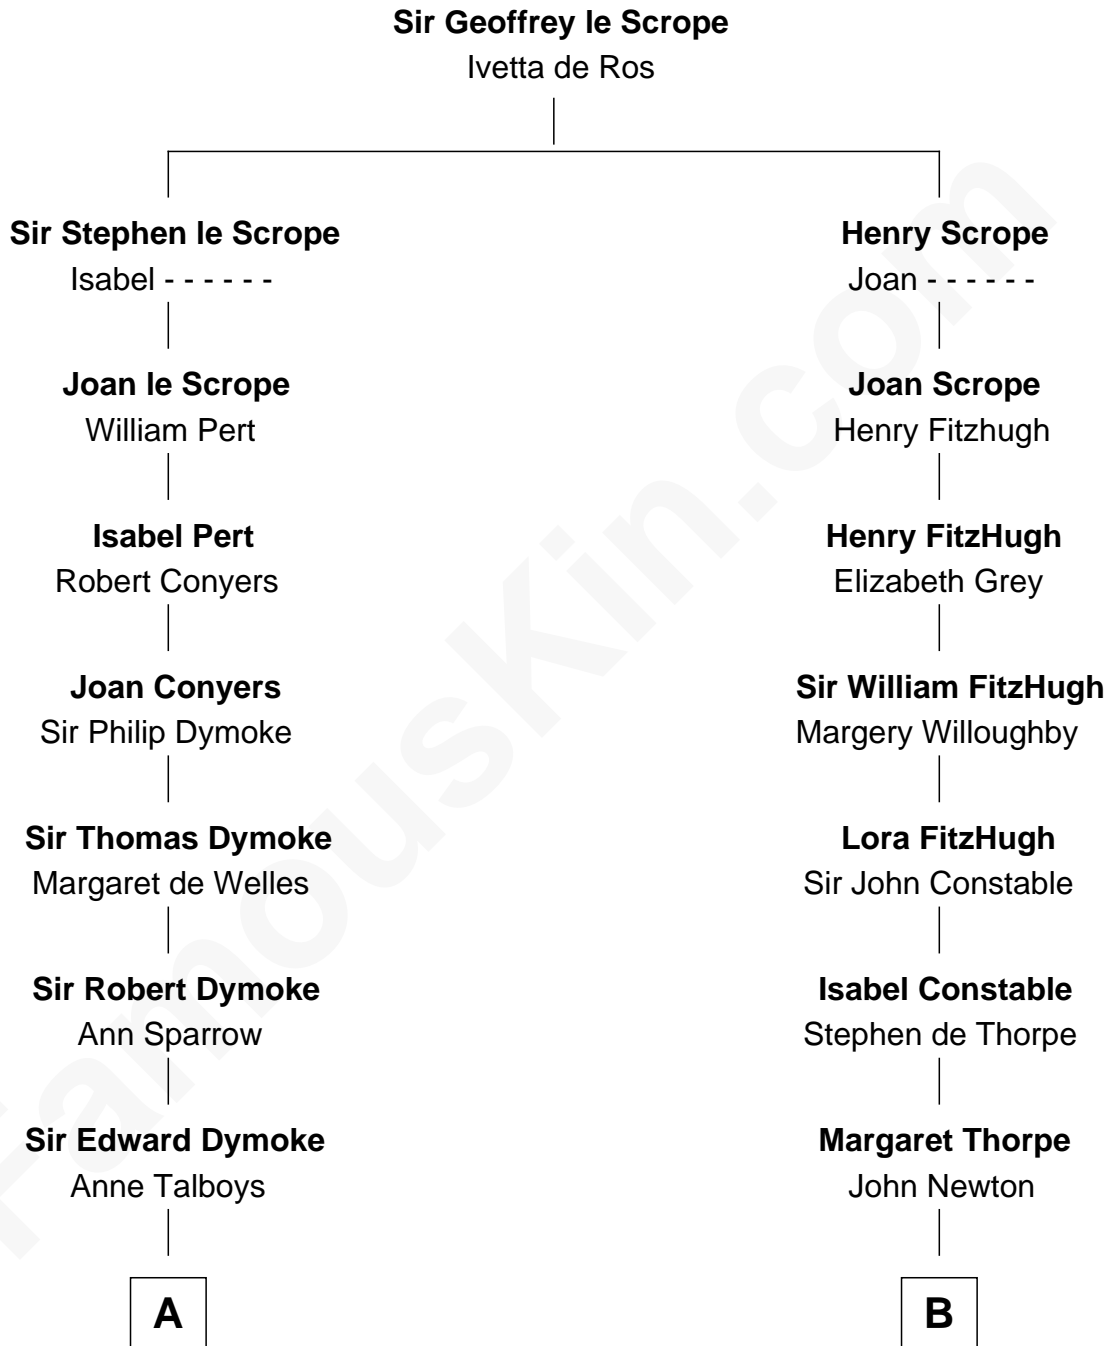 Sir Geoffrey le Scrope
Ivetta de Ros
Sir Stephen le Scrope
Isabel - - - - - -
Joan le Scrope
William Pert
Isabel Pert
Robert Conyers
Joan Conyers
Sir Philip Dymoke
Sir Thomas Dymoke
Margaret de Welles
Sir Robert Dymoke
Ann Sparrow
Sir Edward Dymoke
Anne Talboys
A
Henry Scrope
Joan - - - - - -
Joan Scrope
Henry Fitzhugh
Henry FitzHugh
Elizabeth Grey
Sir William FitzHugh
Margery Willoughby
Lora FitzHugh
Sir John Constable
Isabel Constable
Stephen de Thorpe
Margaret Thorpe
John Newton
B
FamousKin.com